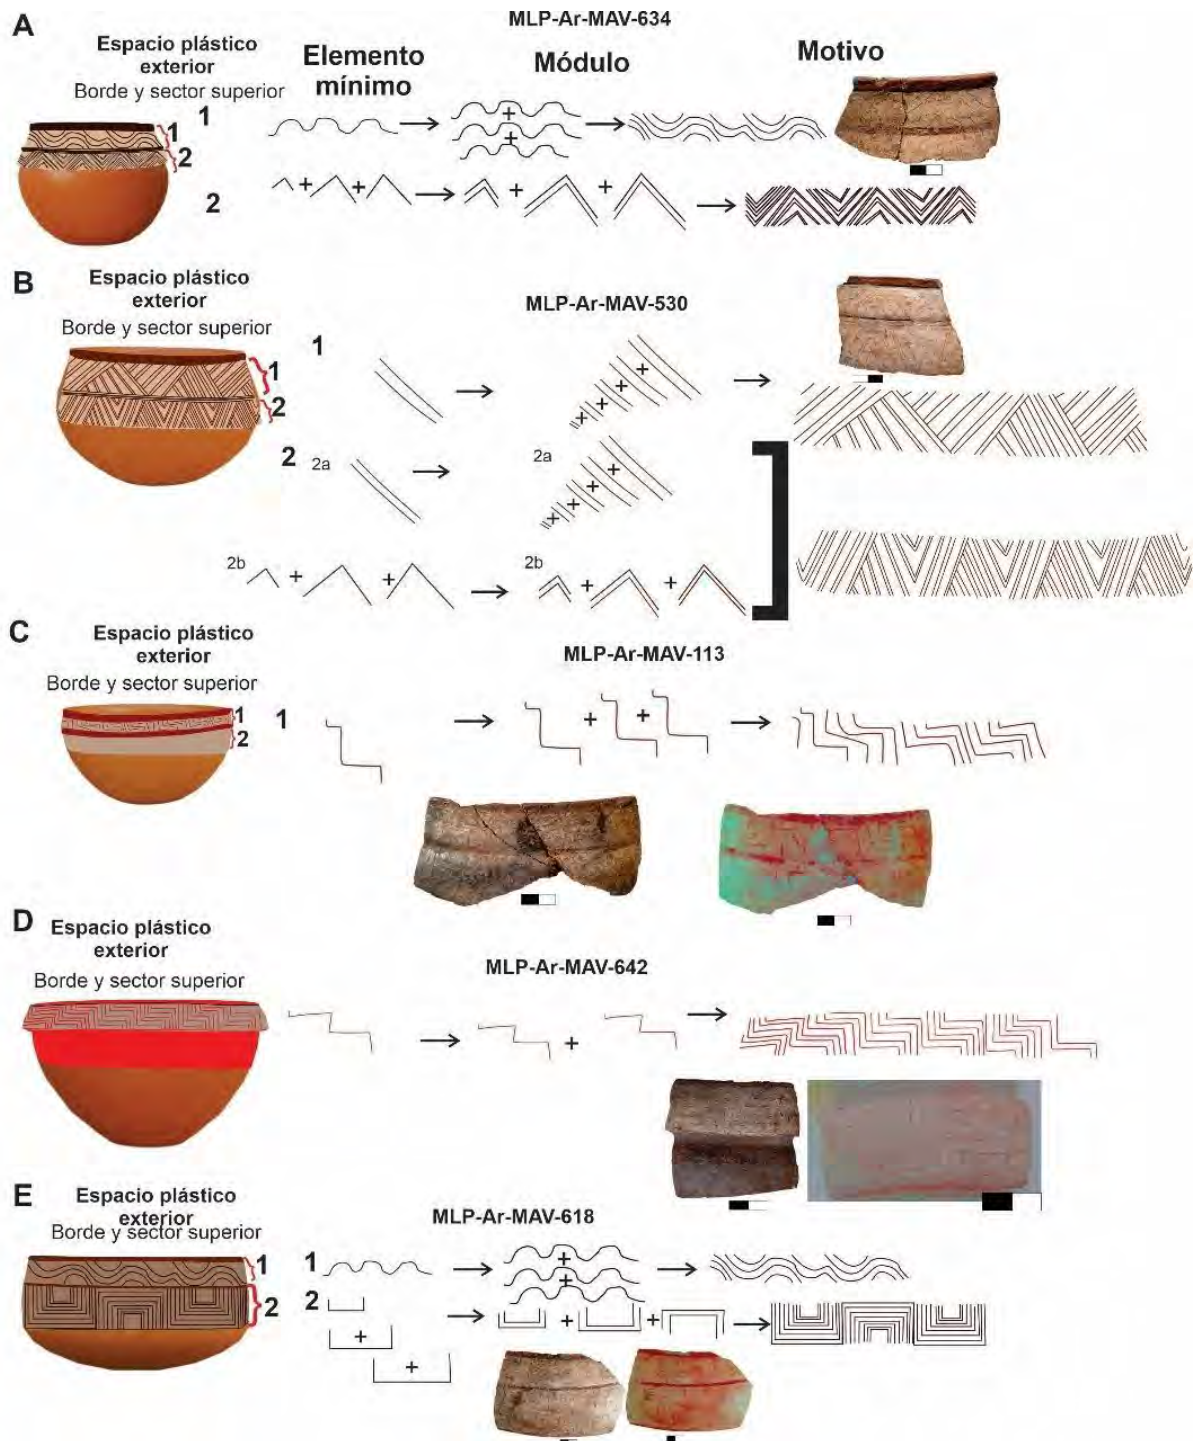 A
MLP-Ar-MAV-634
Espacio plástico
exterior
Borde y sector superior
Elemento
mínimo
Módulo
Motivo
1
1
2
+
+
2
+ +
+ +
B
Espacio plástico
exterior
Borde y sector superior
MLP-Ar-MAV-530
1
1
2
+ + + +
2
2a
2a
+ + + +
2b
+ +
2b
+ +
C
Espacio plástico
exterior
Borde y sector superior
MLP-Ar-MAV-113
1
2
1
+ +
D
Espacio plástico
exterior
Borde y sector superior
MLP-Ar-MAV-642
+
E
Espacio plástico
exterior
Borde y sector superior
MLP-Ar-MAV-618
1
2
1
+
+
2
+
+
+ +